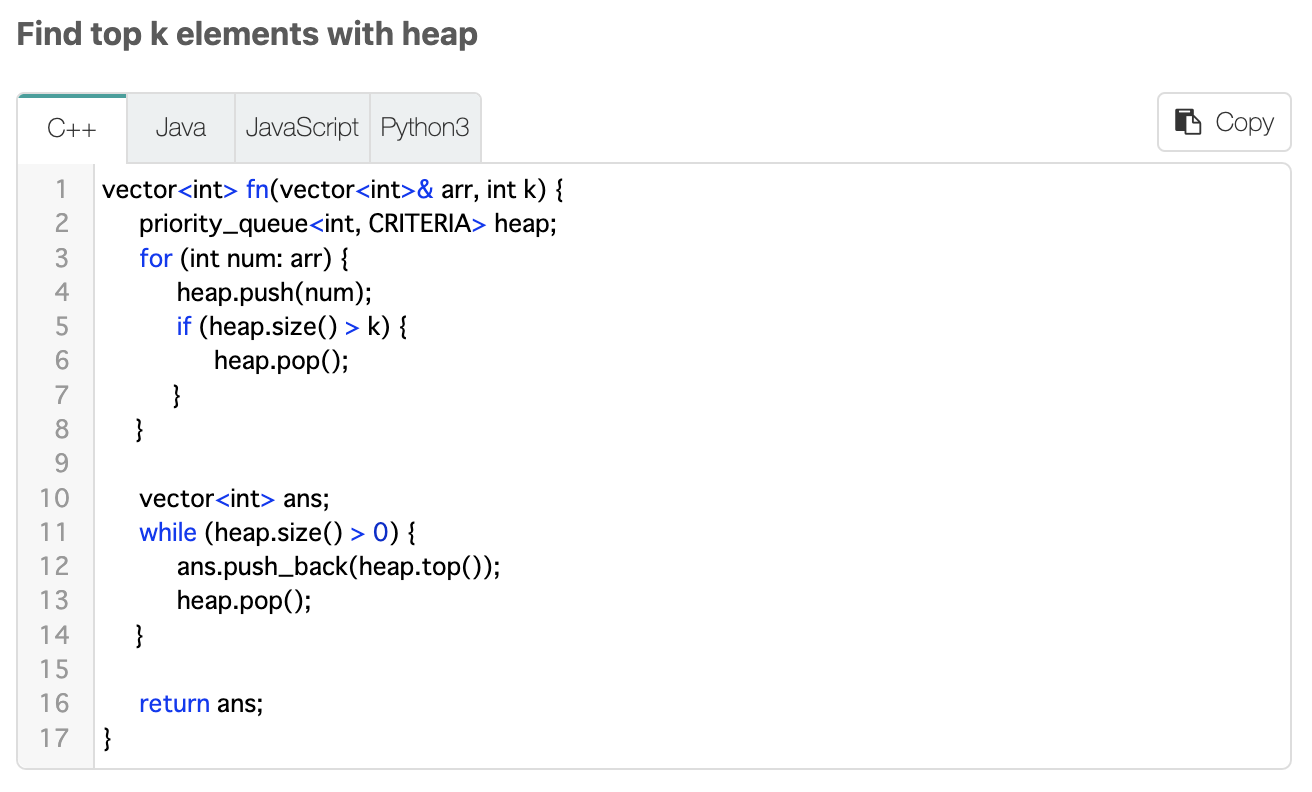 Find top k elements with heap
C++ Java JavaScript Python3 Copy
1 vector<int> fn(vector<int>& arr, int k) {
2     priority_queue<int, CRITERIA> heap;
3     for (int num: arr) {
4         heap.push(num);
5         if (heap.size() > k) {
6             heap.pop();
7         }
8     }
9
10     vector<int> ans;
11     while (heap.size() > 0) {
12         ans.push_back(heap.top());
13         heap.pop();
14     }
15
16     return ans;
17 }